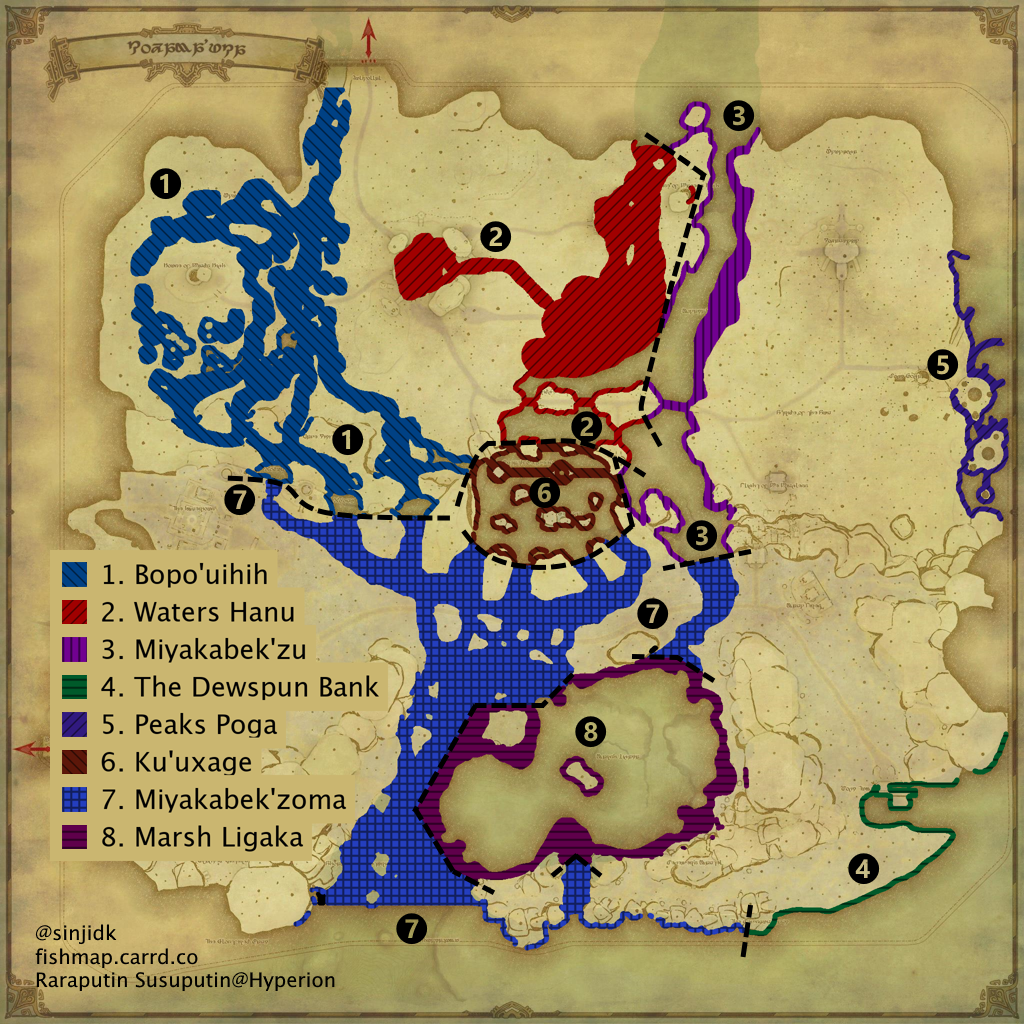 1
3
2
5
1
2
6
7
3
7
8
4
7
1. Bopo'uihih
2. Waters Hanu
3. Miyakabek'zu
4. The Dewspun Bank
5. Peaks Poga
6. Ku'uxage
7. Miyakabek'zoma
8. Marsh Ligaka
@sinjidk
fishmap.carrd.co
Raraputin Susuputin@Hyperion